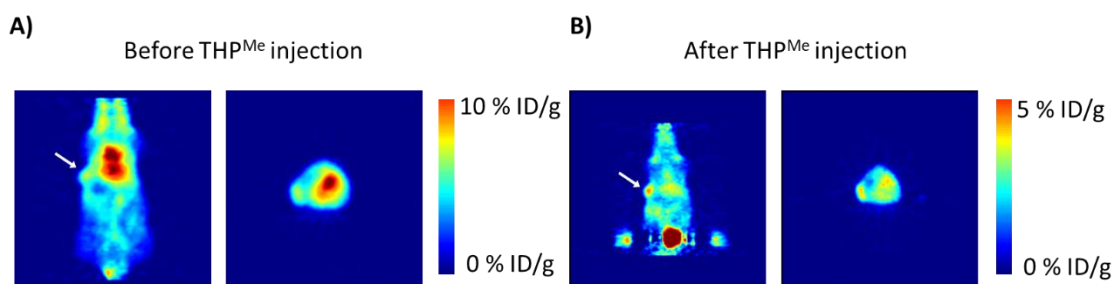 A)
Before THPᴹᵉ injection
10 % ID/g
0 % ID/g
B)
After THPᴹᵉ injection
5 % ID/g
0 % ID/g